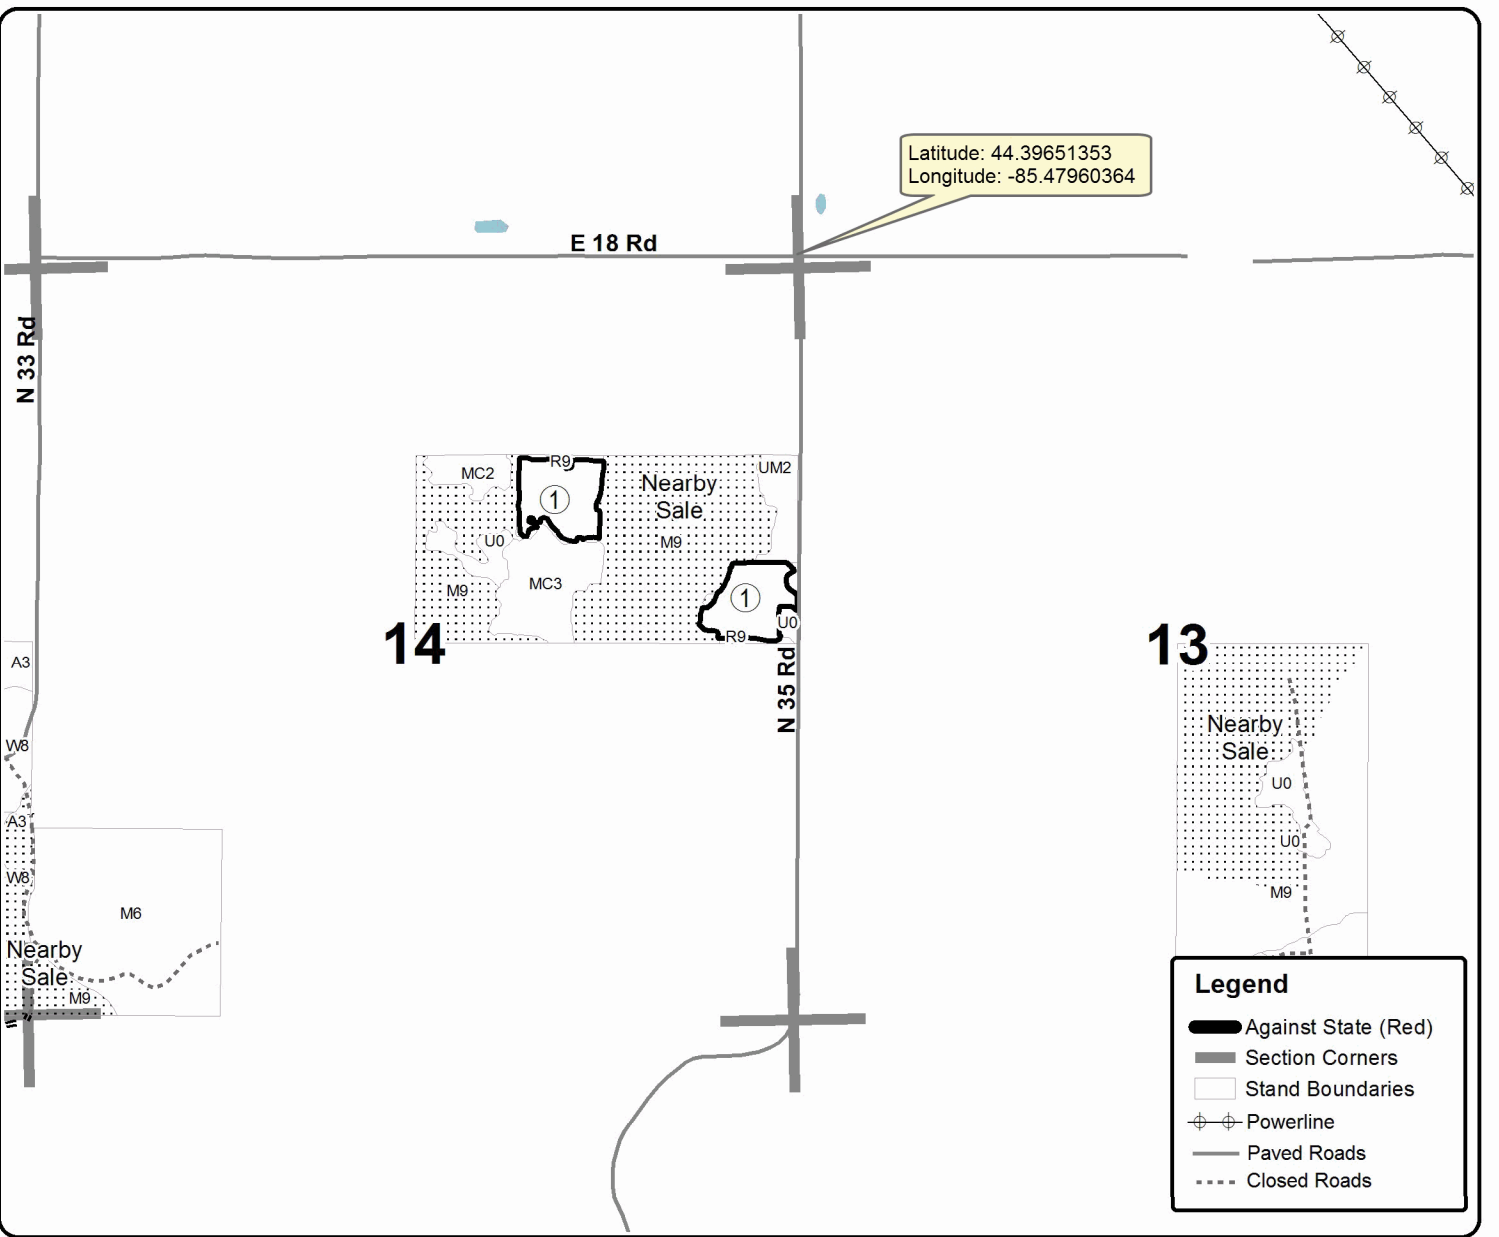 Latitude: 44.39651353
Longitude: -85.47960364
E 18 Rd
N 33 Rd
R9
MC2
UM2
Nearby
Sale
1
U0
M9
MC3
M9
1
U0
R9
14
13
N 35 Rd
A3
W8
A3
W8
M6
Nearby
Sale
M9
Nearby
Sale
U0
U0
M9
Legend
Against State (Red)
Section Corners
Stand Boundaries
Powerline
Paved Roads
Closed Roads